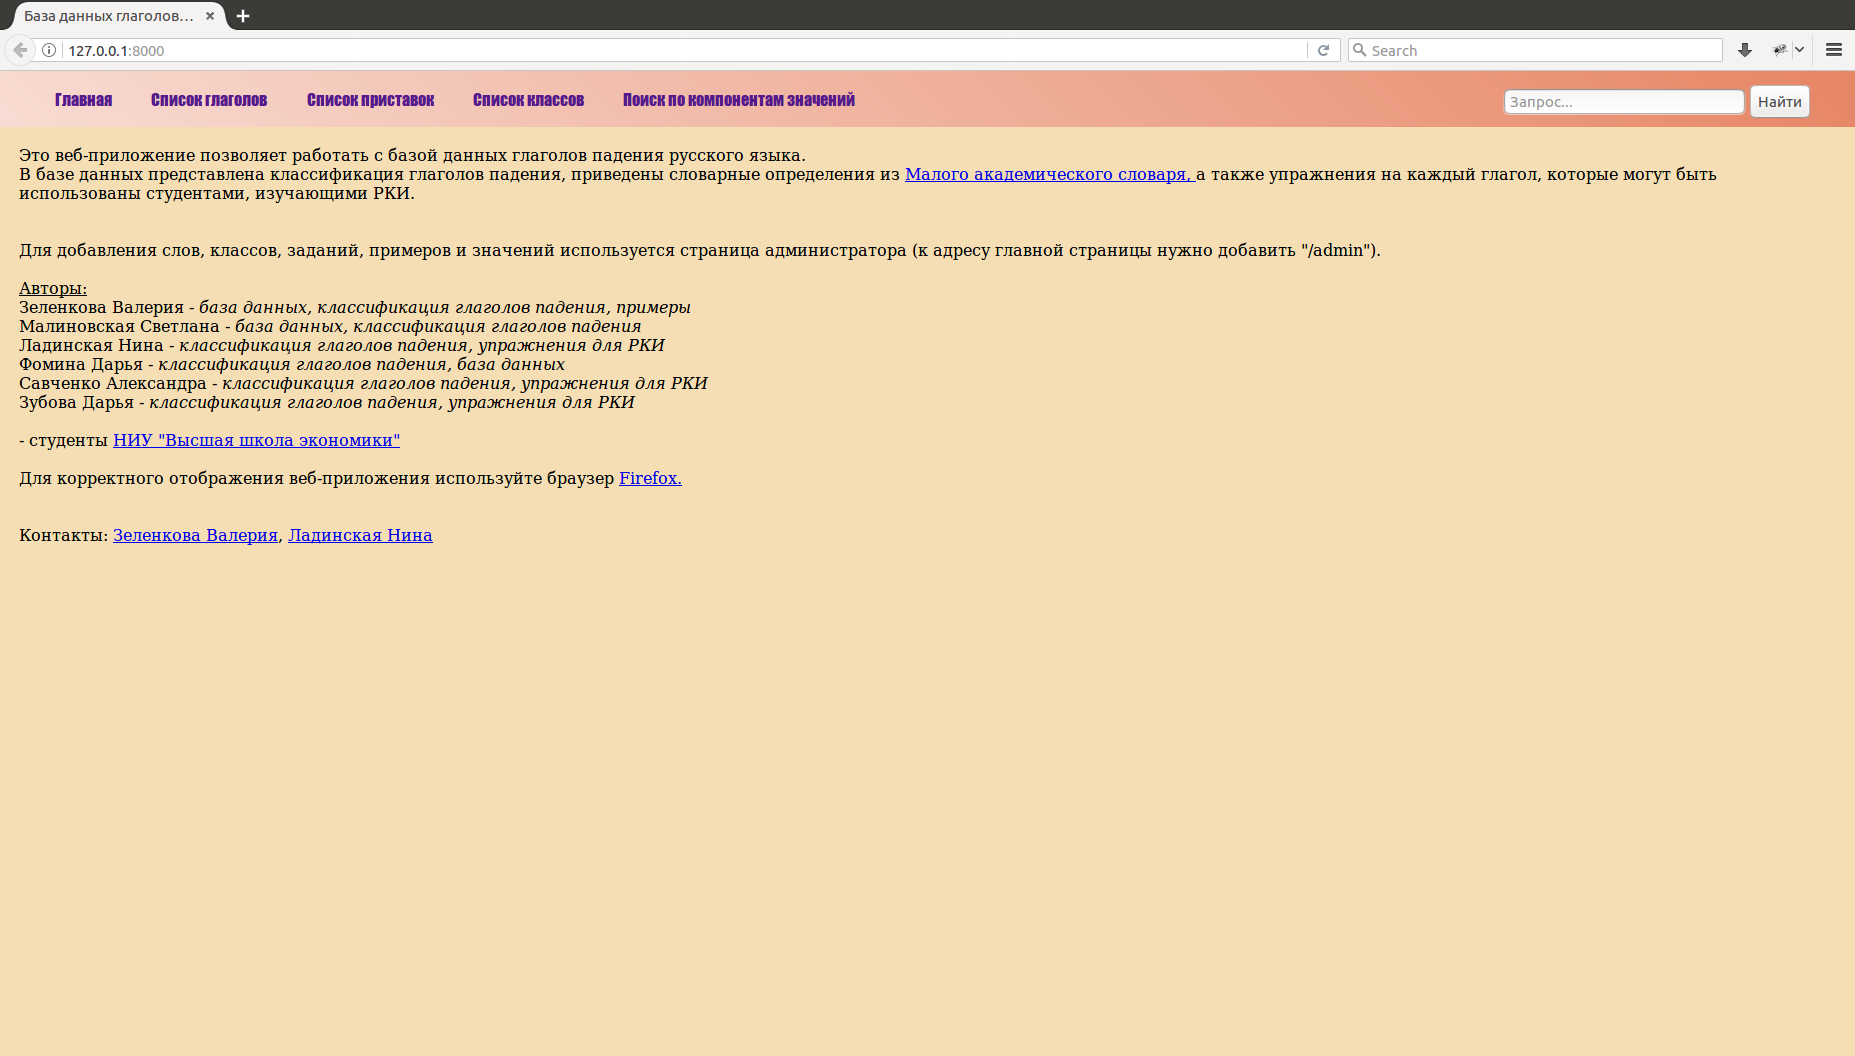 База данных глаголов...
127.0.0.1:8000
Search
Главная Список глаголов Список приставок Список классов Поиск по компонентам значений Запрос... Найти
Это веб-приложение позволяет работать с базой данных глаголов падения русского языка.
В базе данных представлена классификация глаголов падения, приведены словарные определения из Малого академического словаря, а также упражнения на каждый глагол, которые могут быть
использованы студентами, изучающими РКИ.
Для добавления слов, классов, заданий, примеров и значений используется страница администратора (к адресу главной страницы нужно добавить "/admin").
Авторы:
Зеленкова Валерия - база данных, классификация глаголов падения, примеры
Малиновская Светлана - база данных, классификация глаголов падения
Ладинская Нина - классификация глаголов падения, упражнения для РКИ
Фомина Дарья - классификация глаголов падения, база данных
Савченко Александра - классификация глаголов падения, упражнения для РКИ
Зубова Дарья - классификация глаголов падения, упражнения для РКИ
- студенты НИУ "Высшая школа экономики"
Для корректного отображения веб-приложения используйте браузер Firefox.
Контакты: Зеленкова Валерия, Ладинская Нина